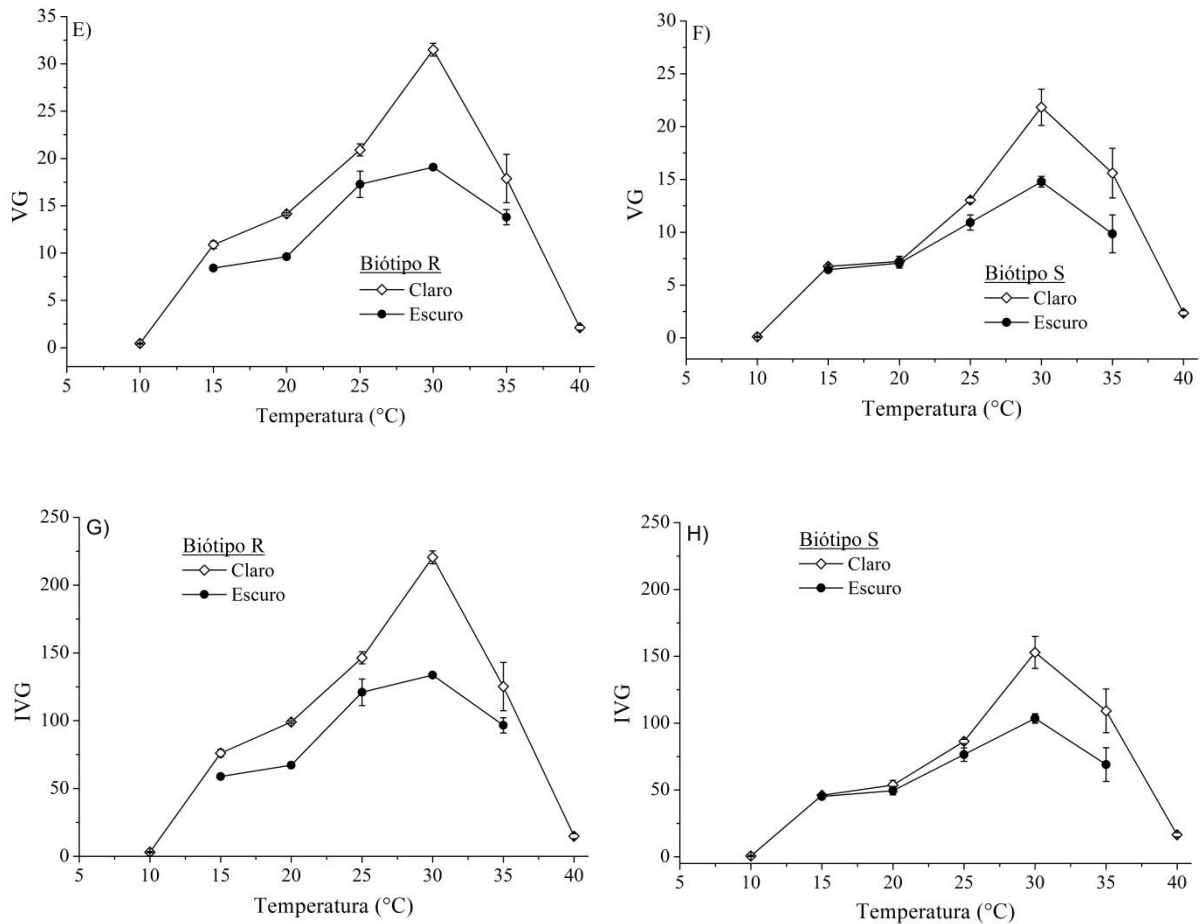 E)
35
30
25
20
15
10
5
0
VG
Biótipo R
Claro
Escuro
5 10 15 20 25 30 35 40
Temperatura (°C)
F)
30
25
20
15
10
5
0
VG
Biótipo S
Claro
Escuro
5 10 15 20 25 30 35 40
Temperatura (°C)
G)
250
200
150
100
50
0
IVG
Biótipo R
Claro
Escuro
5 10 15 20 25 30 35 40
Temperatura (°C)
H)
250
200
150
100
50
0
IVG
Biótipo S
Claro
Escuro
5 10 15 20 25 30 35 40
Temperatura (°C)